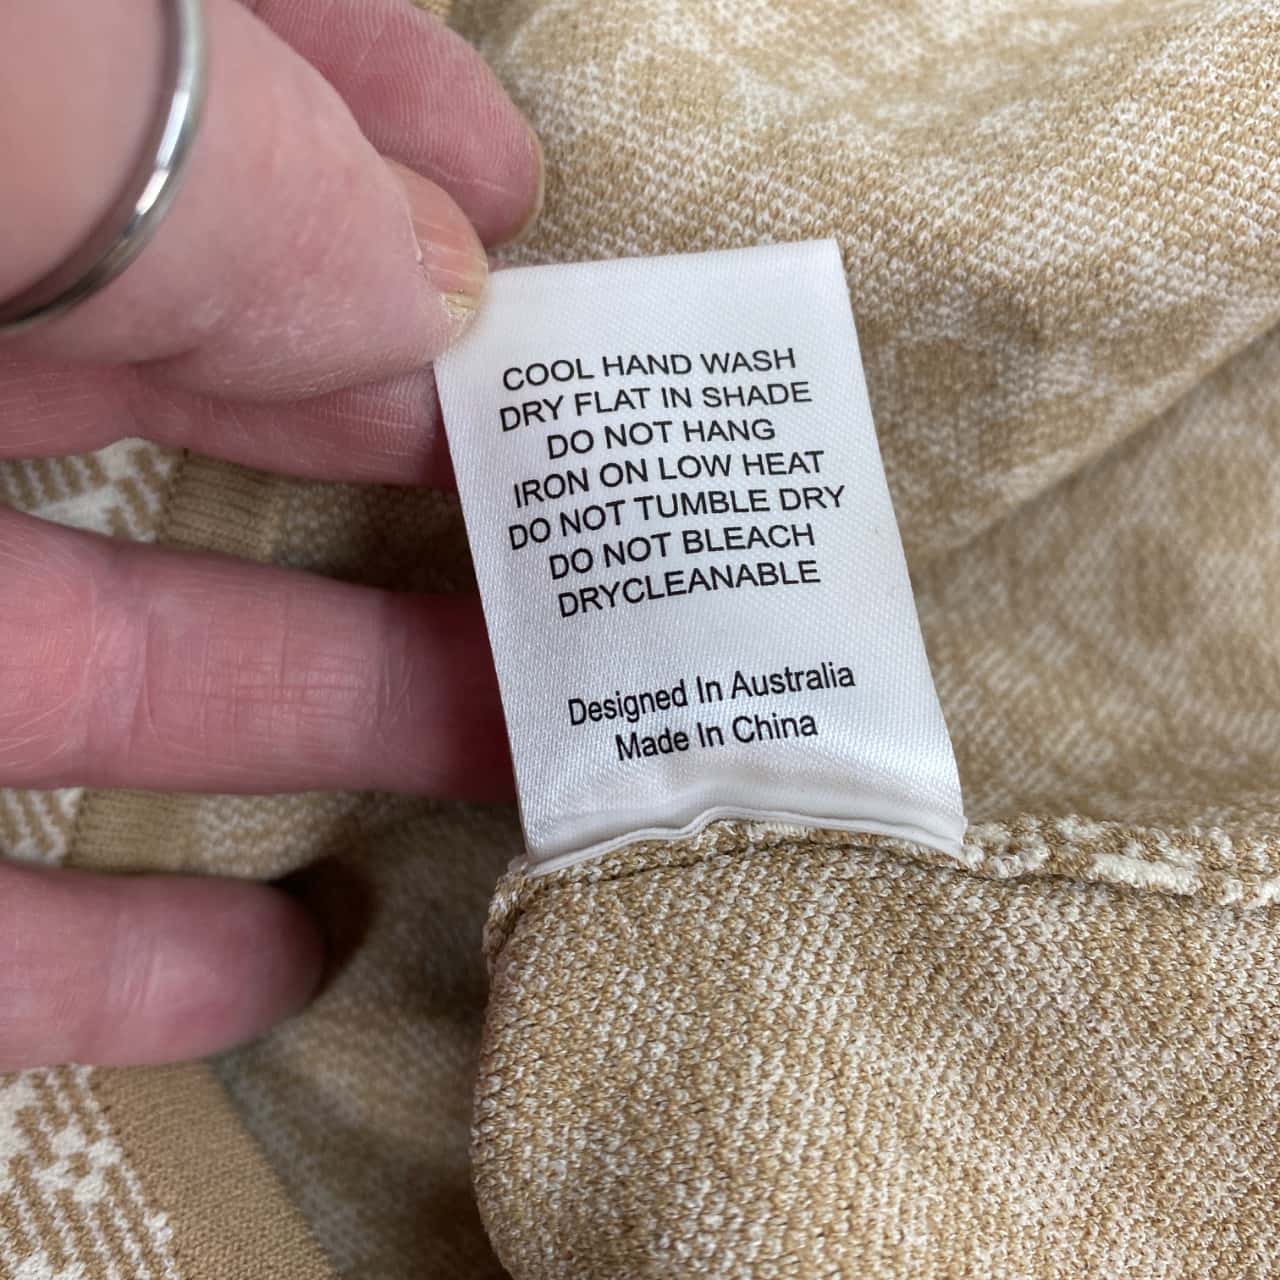 COOL HAND WASH
DRY FLAT IN SHADE
DO NOT HANG
IRON ON LOW HEAT
DO NOT TUMBLE DRY
DO NOT BLEACH
DRYCLEANABLE
Designed In Australia
Made In China